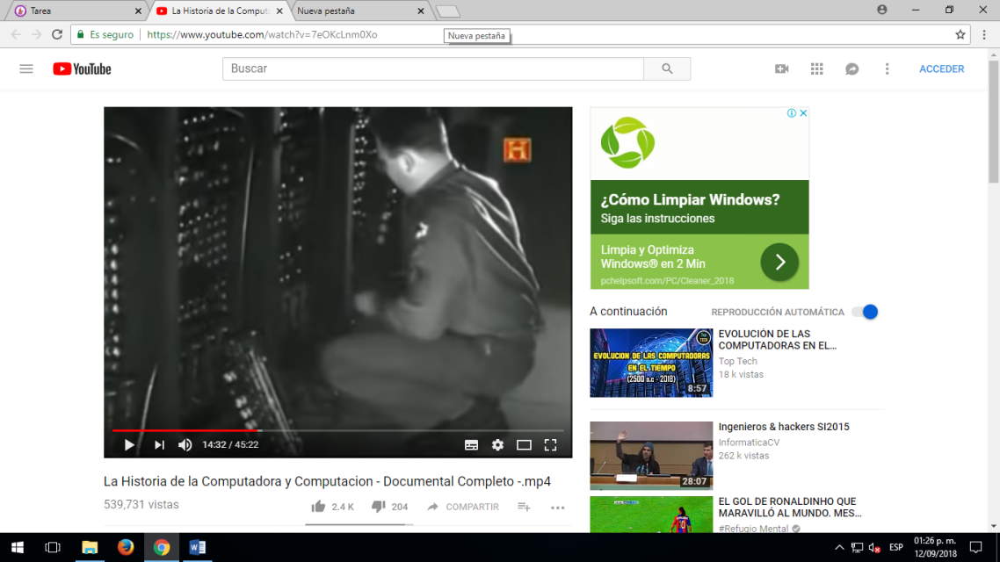 Tarea
La Historia de la Computa
Nueva pestaña
Es seguro
https://www.youtube.com/watch?v=7eOKcLnm0Xo
Nueva pestaña
YouTube
Buscar
ACCEDER
H
¿Cómo Limpiar Windows?
Siga las instrucciones
Limpia y Optimiza
Windows® en 2 Min
pchelpsoft.com/PC/Cleaner_2018
14:32 / 45:22
A continuación
REPRODUCCIÓN AUTOMÁTICA
EVOLUCION DE LAS COMPUTADORAS
EN EL TIEMPO
(2500 a.c - 2018)
Top
TECH
8:57
EVOLUCIÓN DE LAS
COMPUTADORAS EN EL...
Top Tech
18 k vistas
28:07
Ingenieros & hackers SI2015
InformaticaCV
262 k vistas
EL GOL DE RONALDINHO QUE
MARAVILLÓ AL MUNDO. MES...
#Refugio Mental
La Historia de la Computadora y Computacion - Documental Completo -.mp4
539,731 vistas
2.4 K
204
COMPARTIR
ESP
01:26 p. m.
12/09/2018